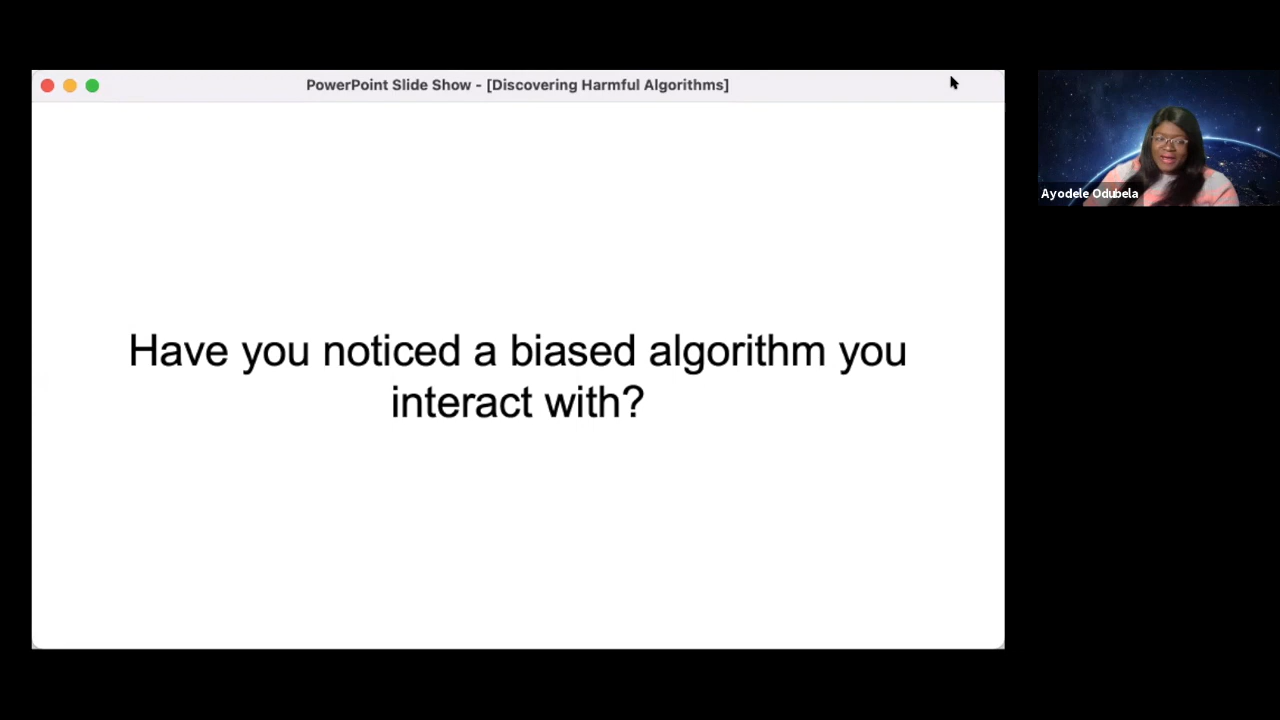 PowerPoint Slide Show - [Discovering Harmful Algorithms]
Have you noticed a biased algorithm you
interact with?
Ayodele Odubela